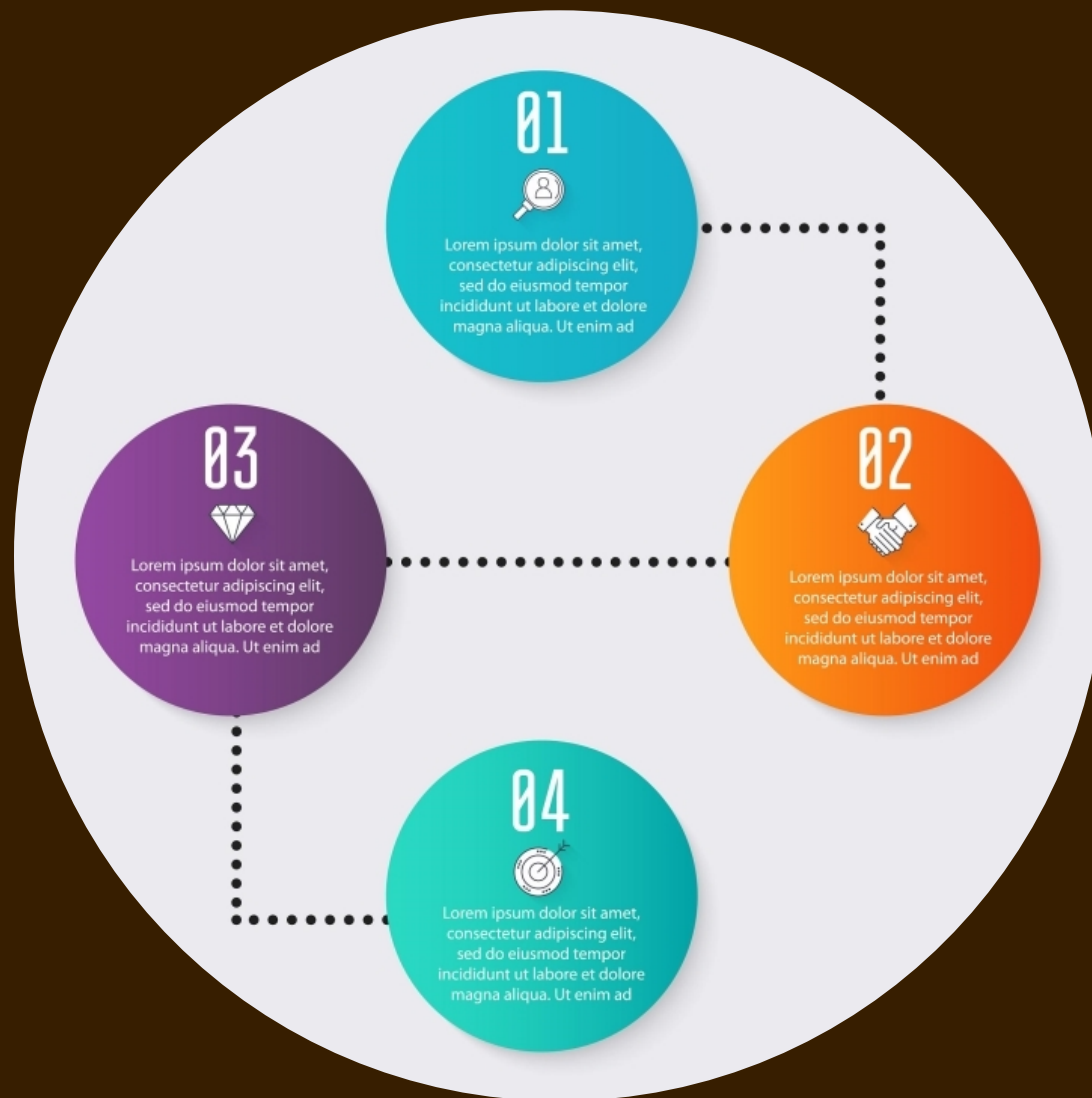 01
Lorem ipsum dolor sit amet,
consectetur adipiscing elit,
sed do eiusmod tempor
incididunt ut labore et dolore
magna aliqua. Ut enim ad
02
Lorem ipsum dolor sit amet,
consectetur adipiscing elit,
sed do eiusmod tempor
incididunt ut labore et dolore
magna aliqua. Ut enim ad
03
Lorem ipsum dolor sit amet,
consectetur adipiscing elit,
sed do eiusmod tempor
incididunt ut labore et dolore
magna aliqua. Ut enim ad
04
Lorem ipsum dolor sit amet,
consectetur adipiscing elit,
sed do eiusmod tempor
incididunt ut labore et dolore
magna aliqua. Ut enim ad